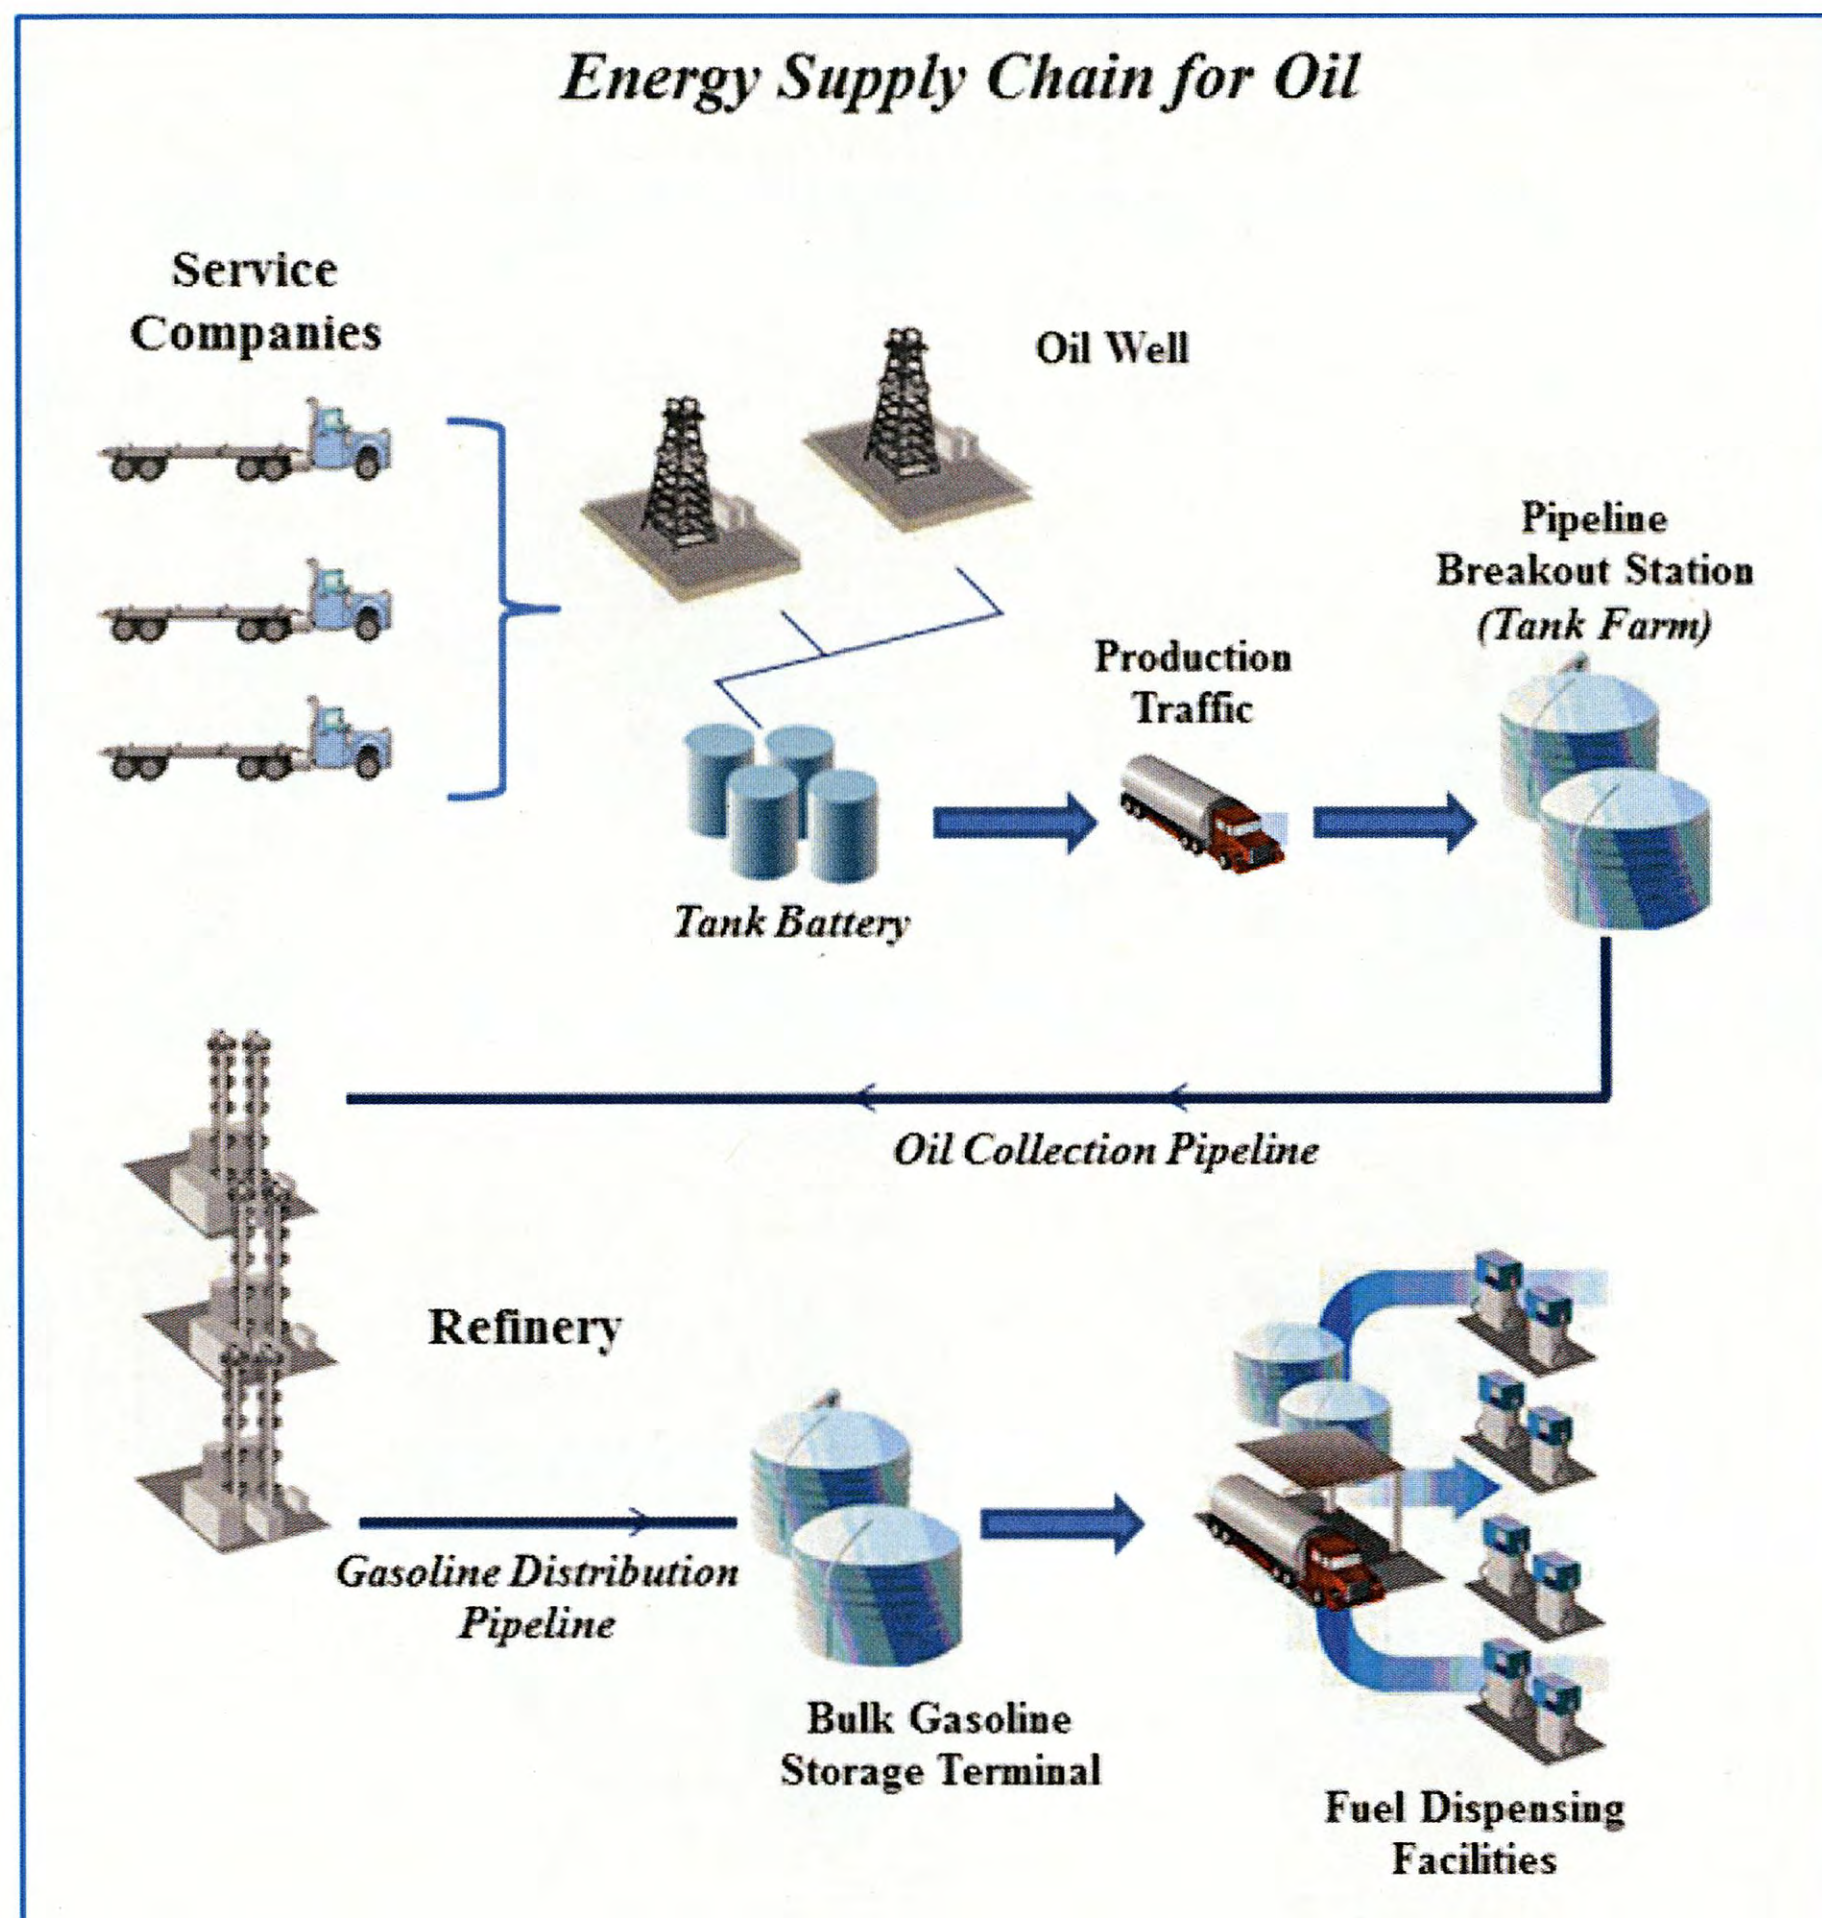 Energy Supply Chain for Oil
Service
Companies
Oil Well
Pipeline
Breakout Station
(Tank Farm)
Production
Traffic
Tank Battery
Oil Collection Pipeline
Refinery
Gasoline Distribution
Pipeline
Bulk Gasoline
Storage Terminal
Fuel Dispensing
Facilities